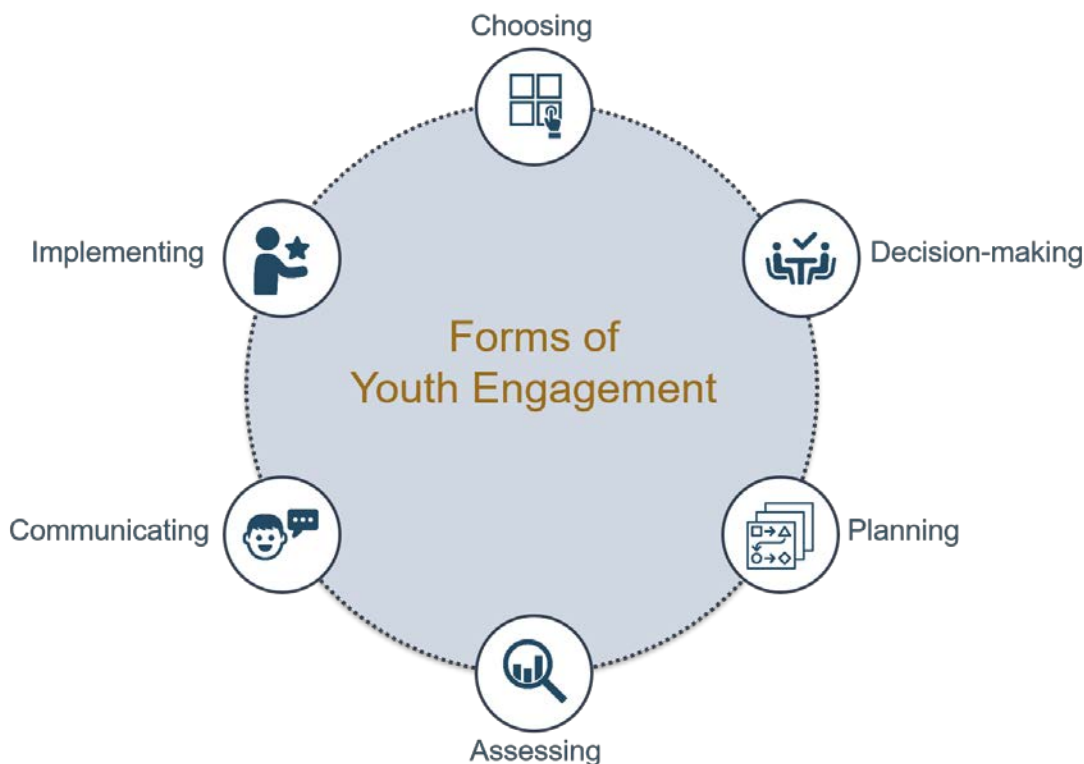 Choosing
Implementing
Decision-making
Forms of
Youth Engagement
Communicating
Planning
Assessing